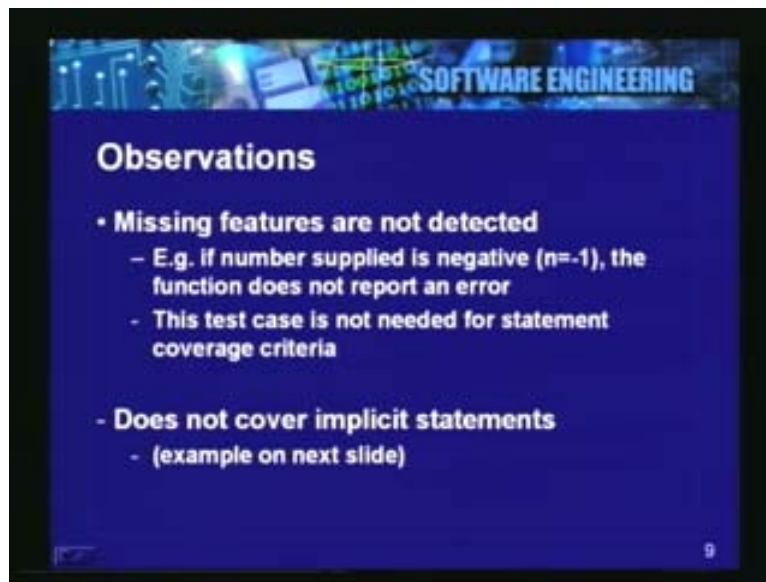 SOFTWARE ENGINEERING
Observations
• Missing features are not detected
– E.g. if number supplied is negative (n=-1), the
function does not report an error
- This test case is not needed for statement
coverage criteria
- Does not cover implicit statements
- (example on next slide)
9